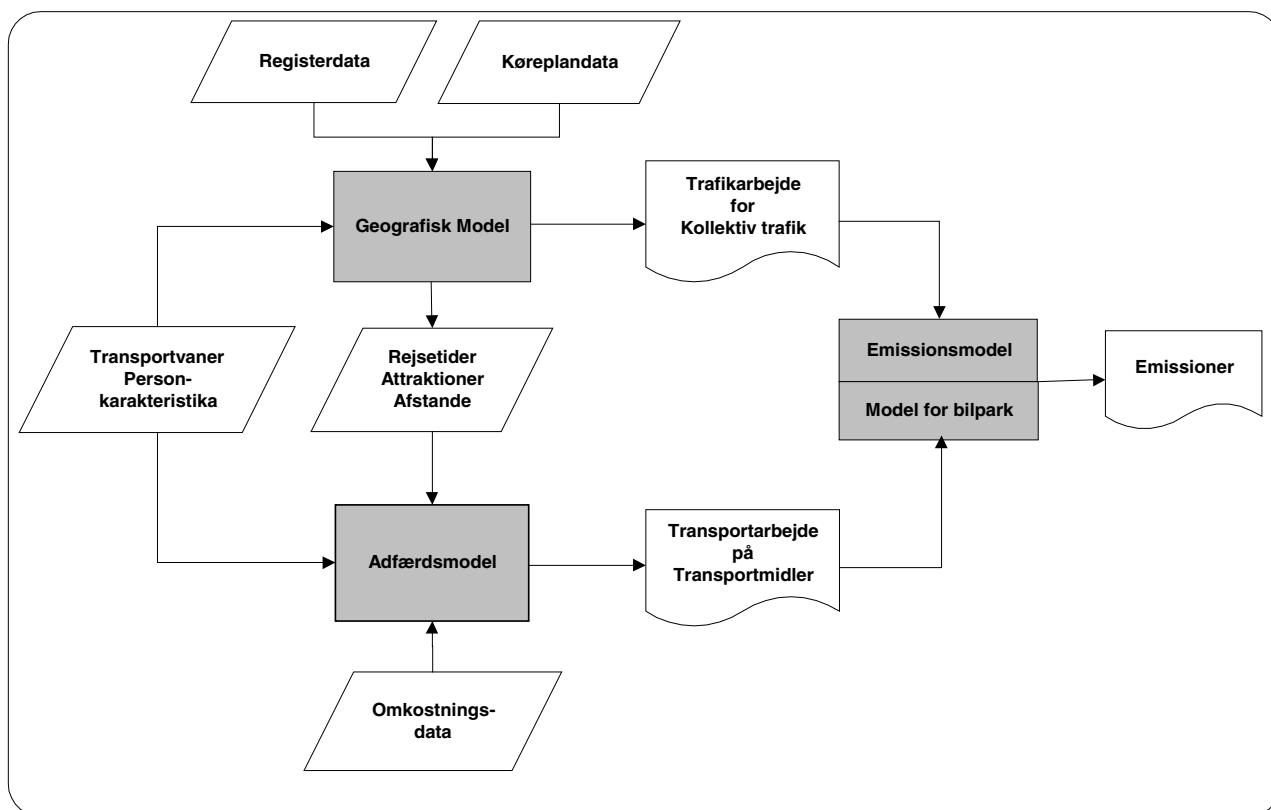 Registerdata
Køreplandata
Geografisk Model
Trafikarbejde
for
Kollektiv trafik
Transportvaner
Person-
karakteristika
Rejsetider
Attraktioner
Afstande
Emissionsmodel
Model for bilpark
Emissioner
Adfærdsmodel
Transportarbejde
på
Transportmidler
Omkostnings-
data